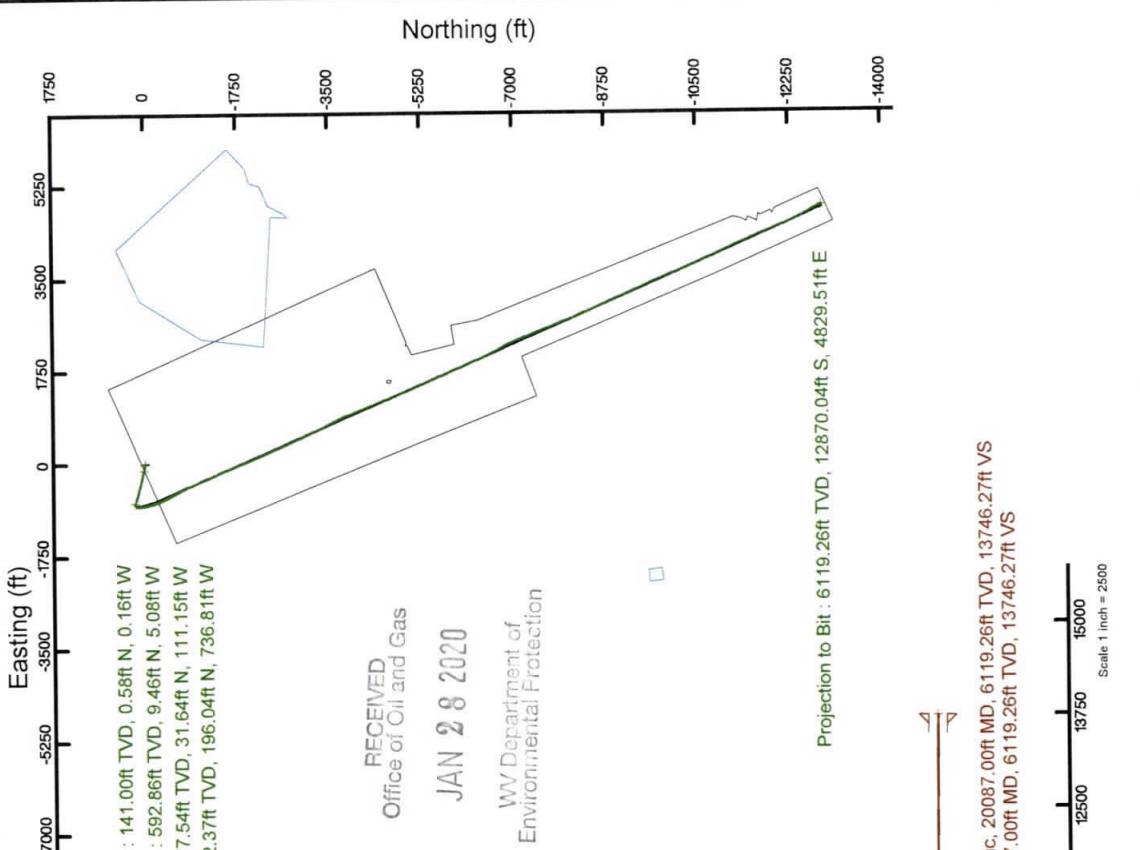 Northing (ft)
1750
0
-1750
-3500
-5250
-7000
-8750
-10500
-12250
-14000
Easting (ft)
5250
3500
1750
0
-1750
-3500
-5250
7000
: 141.00ft TVD, 0.58ft N, 0.16ft W
: 592.86ft TVD, 9.46ft N, 5.08ft W
7.54ft TVD, 31.64ft N, 111.15ft W
2.37ft TVD, 196.04ft N, 736.81ft W
RECEIVED
Office of Oil and Gas
JAN 28 2020
WV Department of
Environmental Protection
Projection to Bit : 6119.26ft TVD, 12870.04ft S, 4829.51ft E
c, 20087.00ft MD, 6119.26ft TVD, 13746.27ft VS
7.00ft MD, 6119.26ft TVD, 13746.27ft VS
12500
13750
15000
Scale 1 inch = 2500